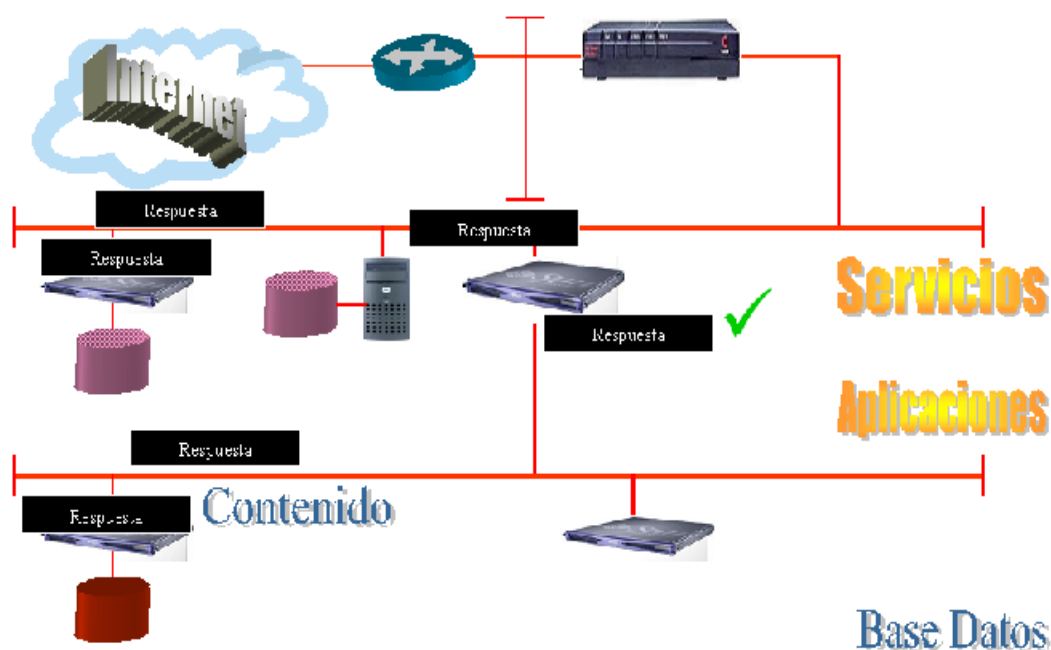 Internet
Respuesta
Respuesta
Respuesta
Servicios
Respuesta
Aplicaciones
Respuesta
Contenido
Respuesta
Base Datos